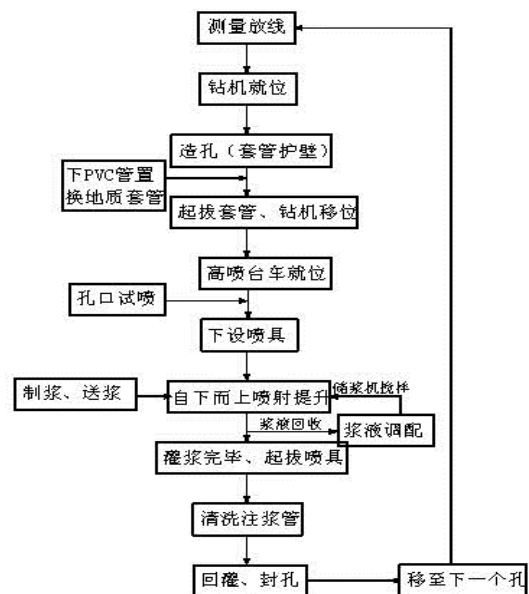 测量放线
钻机就位
造孔（套管护壁）
下PVC管置
换地质套管
起拔套管、钻机移位
高喷台车就位
孔口试喷
下设喷具
制浆、送浆
自下而上喷射提升
储浆机搅样
浆液回收
浆液调配
灌浆完毕、起拔喷具
清洗注浆管
回灌、封孔
移至下一个孔